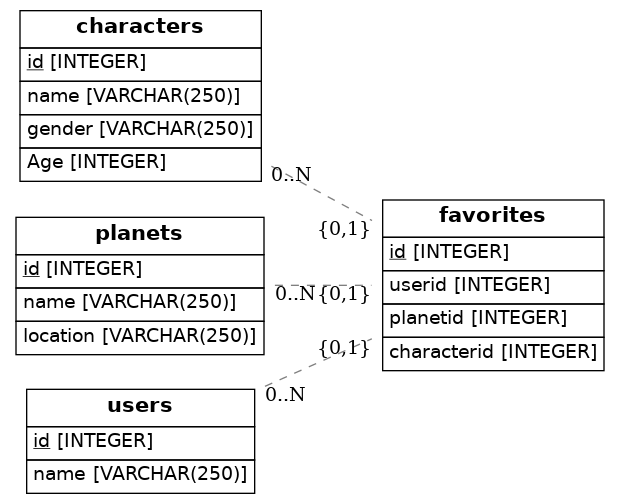 characters
id [INTEGER]
name [VARCHAR(250)]
gender [VARCHAR(250)]
Age [INTEGER]
0..N
{0,1}
planets
id [INTEGER]
name [VARCHAR(250)]
location [VARCHAR(250)]
0..N
{0,1}
users
id [INTEGER]
name [VARCHAR(250)]
0..N
{0,1}
favorites
id [INTEGER]
userid [INTEGER]
planetid [INTEGER]
characterid [INTEGER]